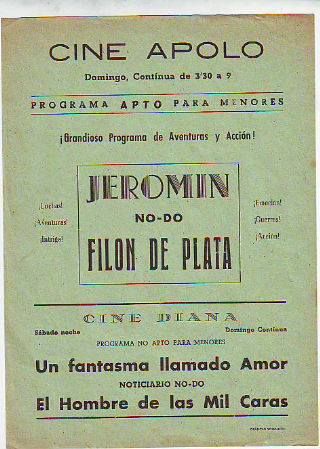 CINE APOLO
Domingo, Contínua de 3'30 a 9
PROGRAMA APTO PARA MENORES
¡Grandioso Programa de Aventuras y Acción!
JEROMIN
¡Luchas! NO-DO ¡Emoción!
¡Aventuras! ¡Guerras!
¡Intriga! FILON DE PLATA ¡Acción!
CINE DIANA
Sábado noche Domingo Contínua
PROGRAMA NO APTO PARA MENORES
Un fantasma llamado Amor
NOTICIARIO NO-DO
El Hombre de las Mil Caras